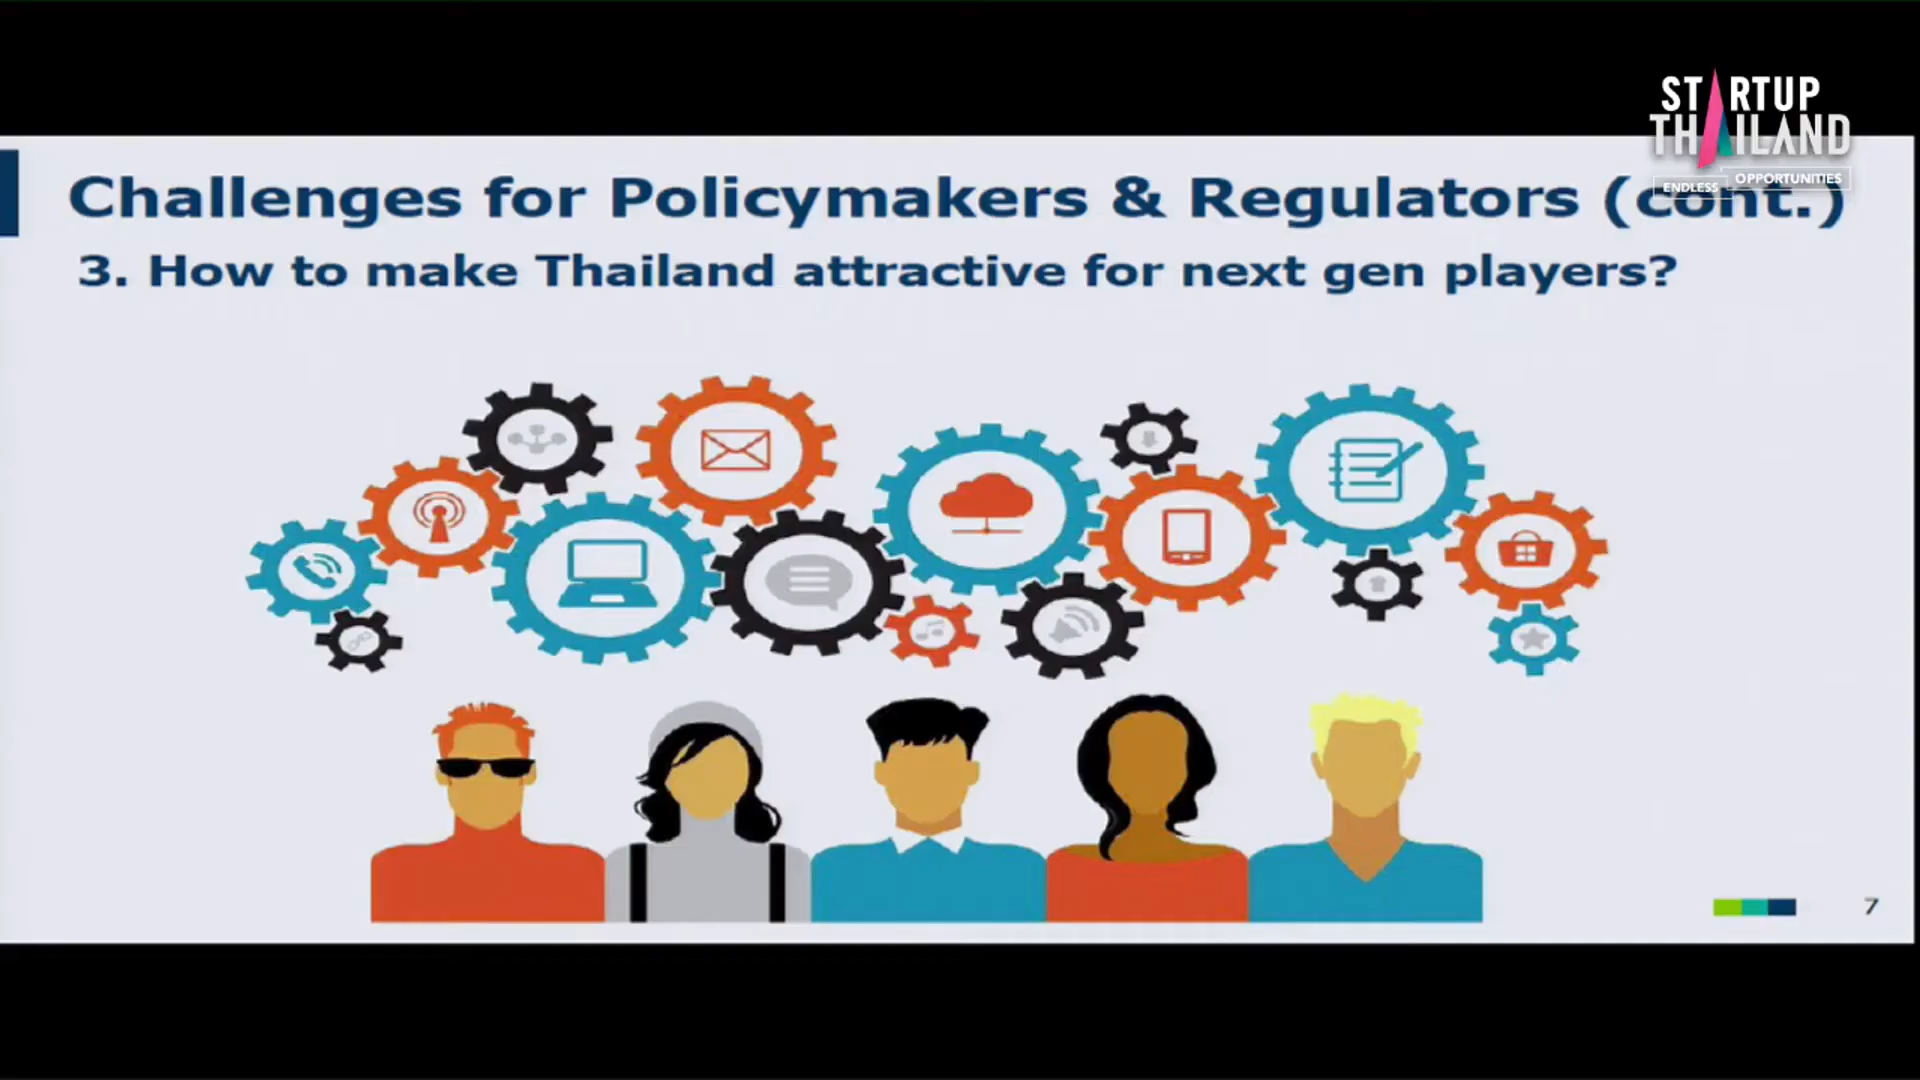 STARTUP
THAILAND
ENDLESS OPPORTUNITIES
Challenges for Policymakers & Regulators (cont.)
3. How to make Thailand attractive for next gen players?
7